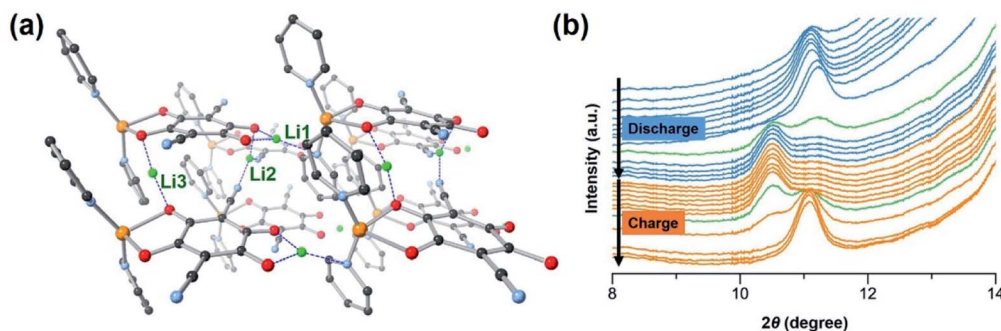 (a)
Li1
Li2
Li3
(b)
Intensity (a.u.)
Discharge
Charge
8
10
12
14
2θ (degree)